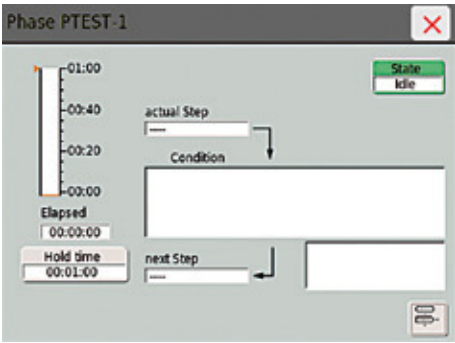 Phase PTEST-1
01:00
State
Idle
00:40
actual Step
----
00:20
Condition
00:00
Elapsed
00:00:00
Hold time
00:01:00
next Step
----